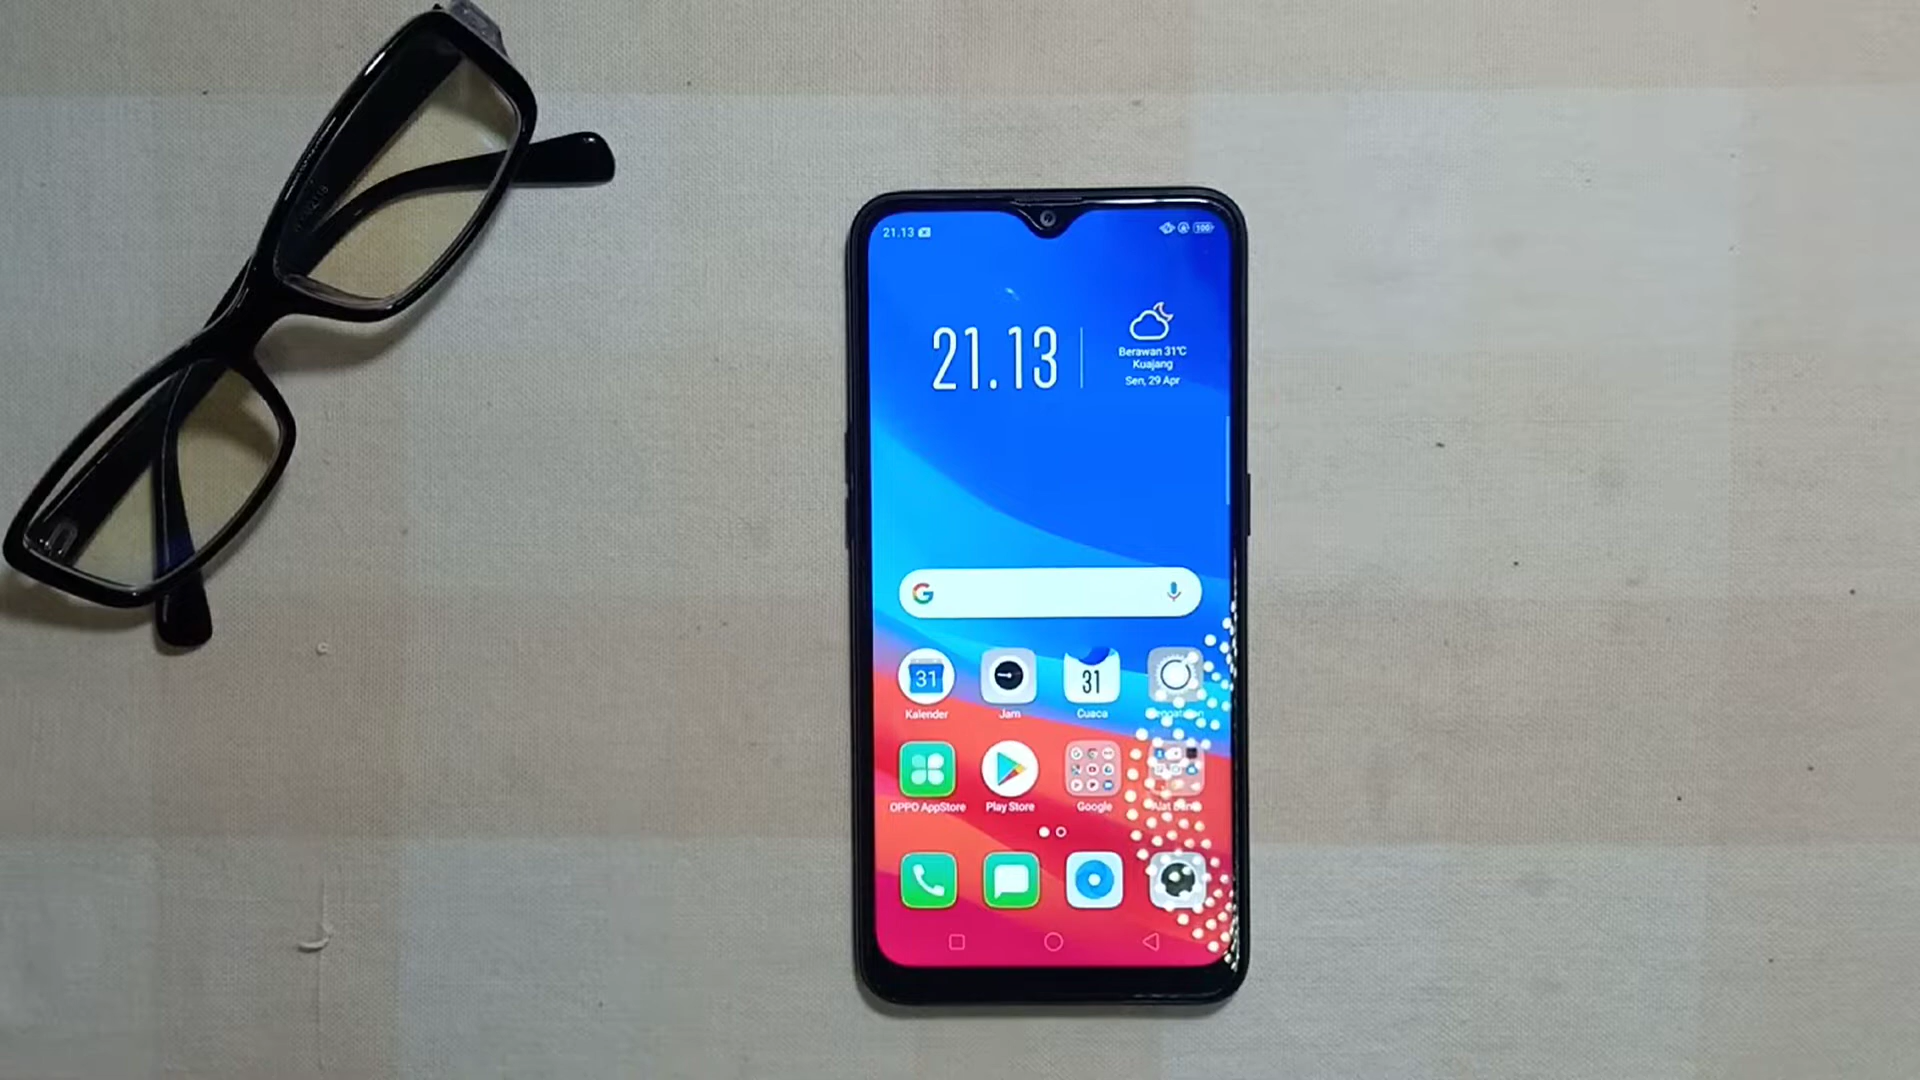 21.13
100
21.13
Berawan 31°C
Kuajang
Sen, 29 Apr
G
31
31
Kalender
Jam
Cuaca
OPPO AppStore
Play Store
Google